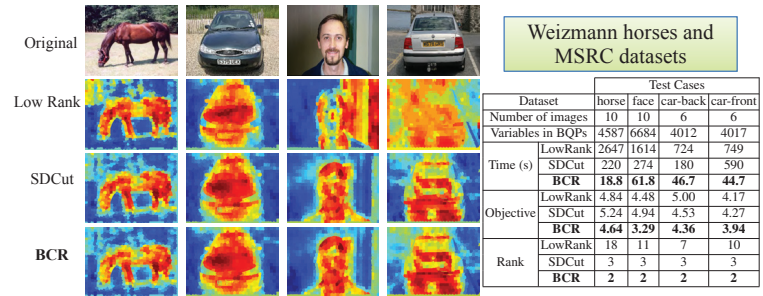 Original
Low Rank
SDCut
BCR
Weizmann horses and
MSRC datasets
Test Cases
Dataset horse face car-back car-front
Number of images 10 10 6 6
Variables in BQPs 4587 6684 4012 4017
Time (s) LowRank 2647 1614 724 749
SDCut 220 274 180 590
BCR 18.8 61.8 46.7 44.7
Objective LowRank 4.84 4.48 5.00 4.17
SDCut 5.24 4.94 4.53 4.27
BCR 4.64 3.29 4.36 3.94
Rank LowRank 18 11 7 10
SDCut 3 3 3 3
BCR 2 2 2 2